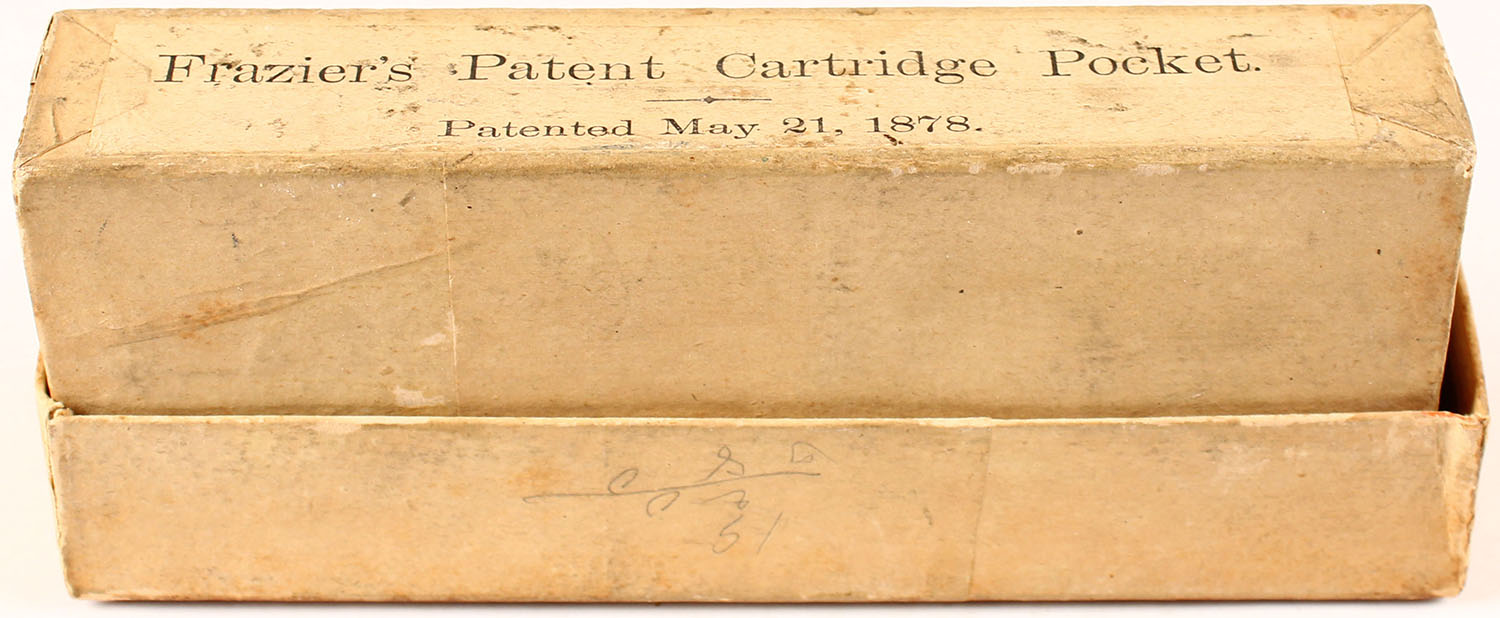 Frazier's Patent Cartridge Pocket.
Patented May 21, 1878.